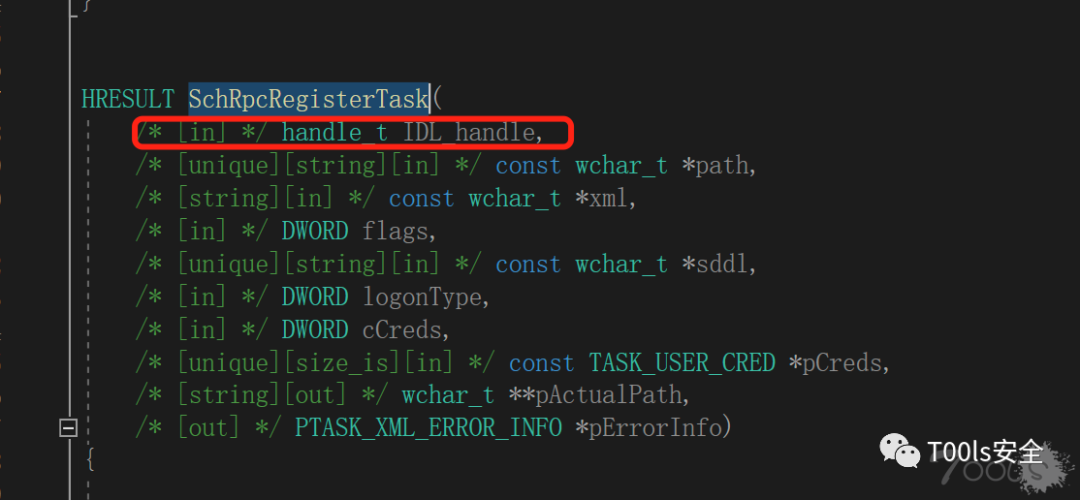 }
HRESULT SchRpcRegisterTask(
/* [in] */ handle_t IDL_handle,
/* [unique][string][in] */ const wchar_t *path,
/* [string][in] */ const wchar_t *xml,
/* [in] */ DWORD flags,
/* [unique][string][in] */ const wchar_t *sddl,
/* [in] */ DWORD logonType,
/* [in] */ DWORD cCreds,
/* [unique][size_is][in] */ const TASK_USER_CRED *pCreds,
/* [string][out] */ wchar_t **pActualPath,
/* [out] */ PTASK_XML_ERROR_INFO *pErrorInfo)
{
T00ls安全